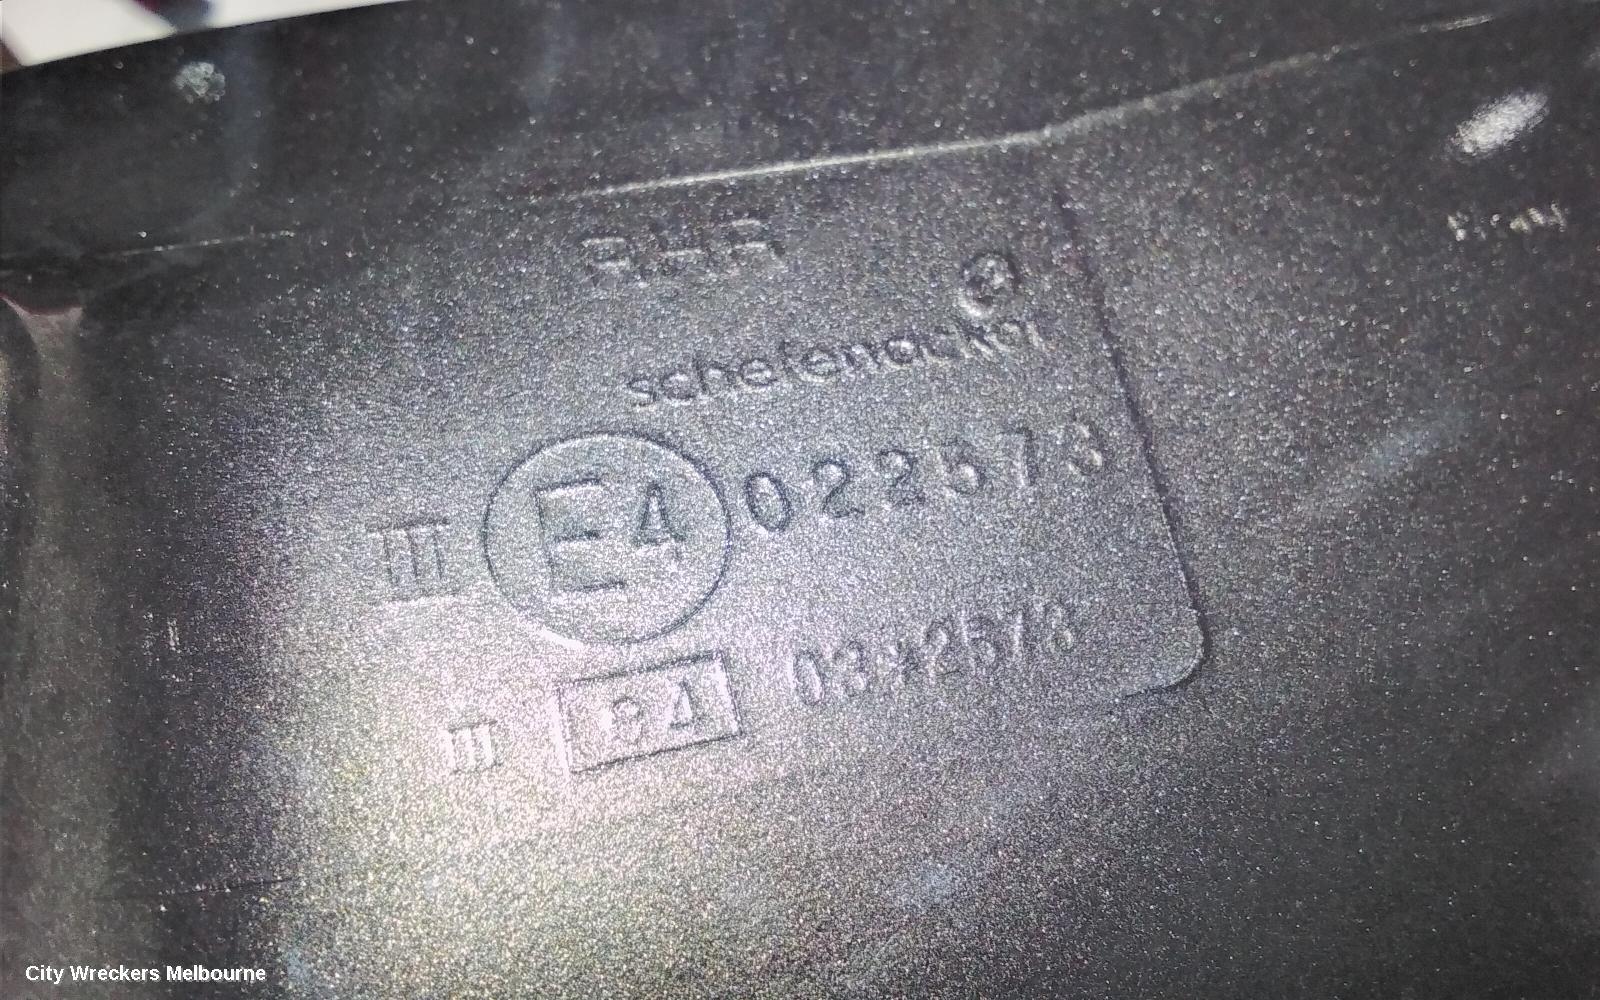 schefenacker
III E4 022573
III e4 03*2573
City Wreckers Melbourne